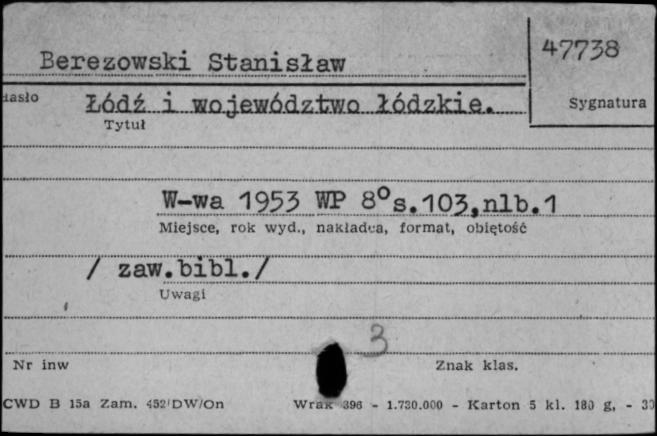 Berezowski Stanisław
47738
hasło
Łódź i województwo łódzkie.
Sygnatura
Tytuł
W-wa 1953 WP 8° s.103,nlb.1
Miejsce, rok wyd., nakładca, format, objętość
/ zaw.bibl./
Uwagi
3
Nr inw
Znak klas.
CWD B 15a Zam. 452/DW/On Wrak 396 - 1.730.000 - Karton 5 kl. 180 g, - 30